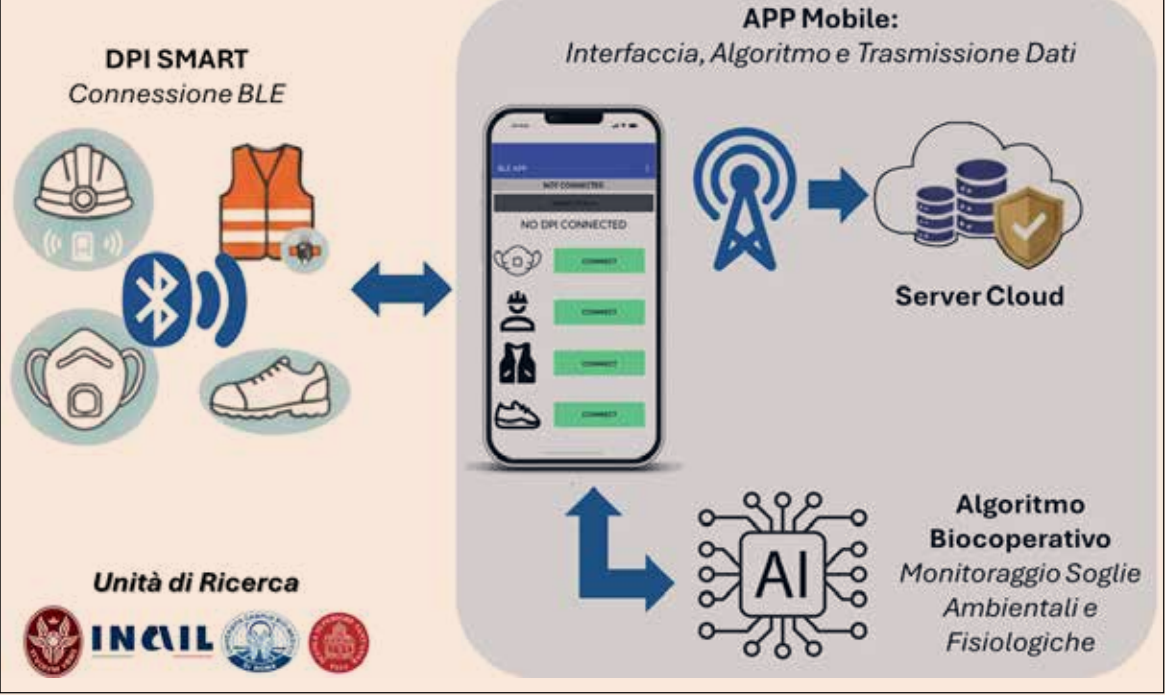 DPI SMART
Connessione BLE
APP Mobile:
Interfaccia, Algoritmo e Trasmissione Dati
BLE APP
NOT CONNECTED
NO DPI CONNECTED
CONNECT
CONNECT
CONNECT
CONNECT
Server Cloud
AI
Algoritmo
Biocoperativo
Monitoraggio Soglie
Ambientali e
Fisiologiche
Unità di Ricerca
INAIL